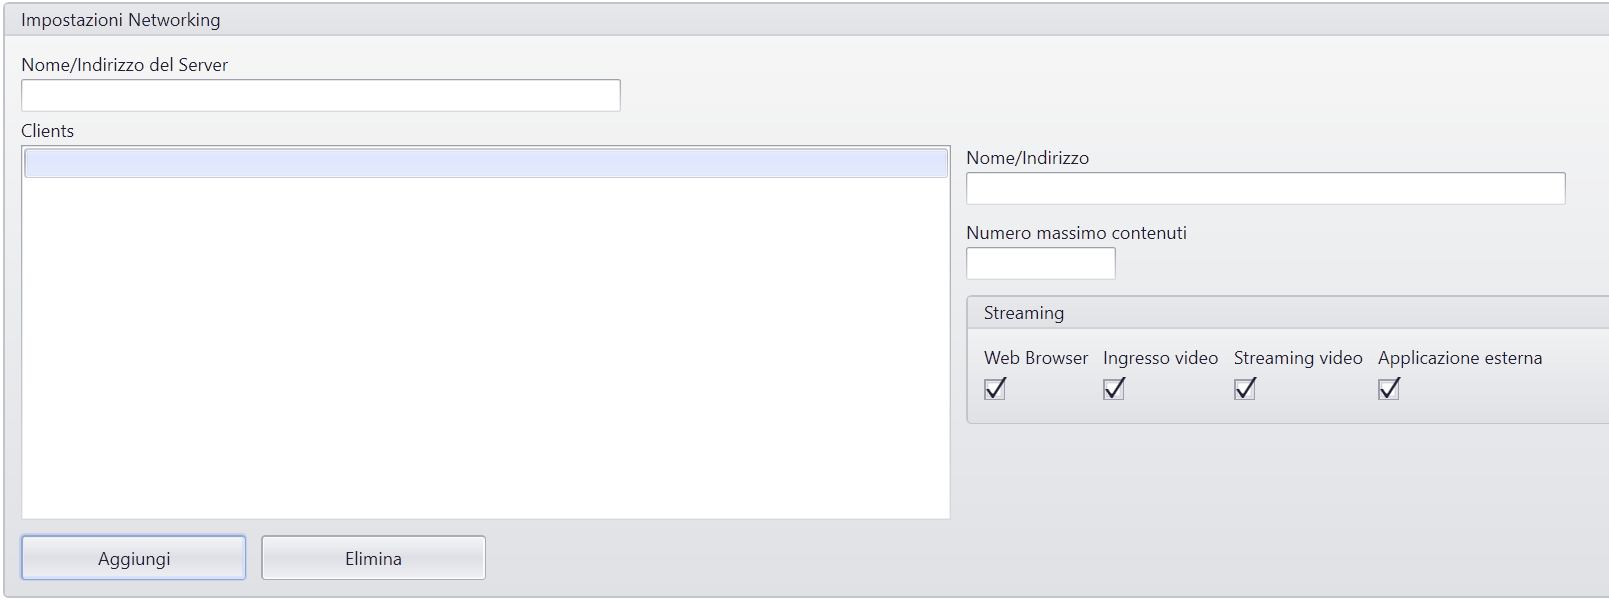 Impostazioni Networking
Nome/Indirizzo del Server
Clients
Nome/Indirizzo
Numero massimo contenuti
Streaming
Web Browser Ingresso video Streaming video Applicazione esterna
Aggiungi Elimina